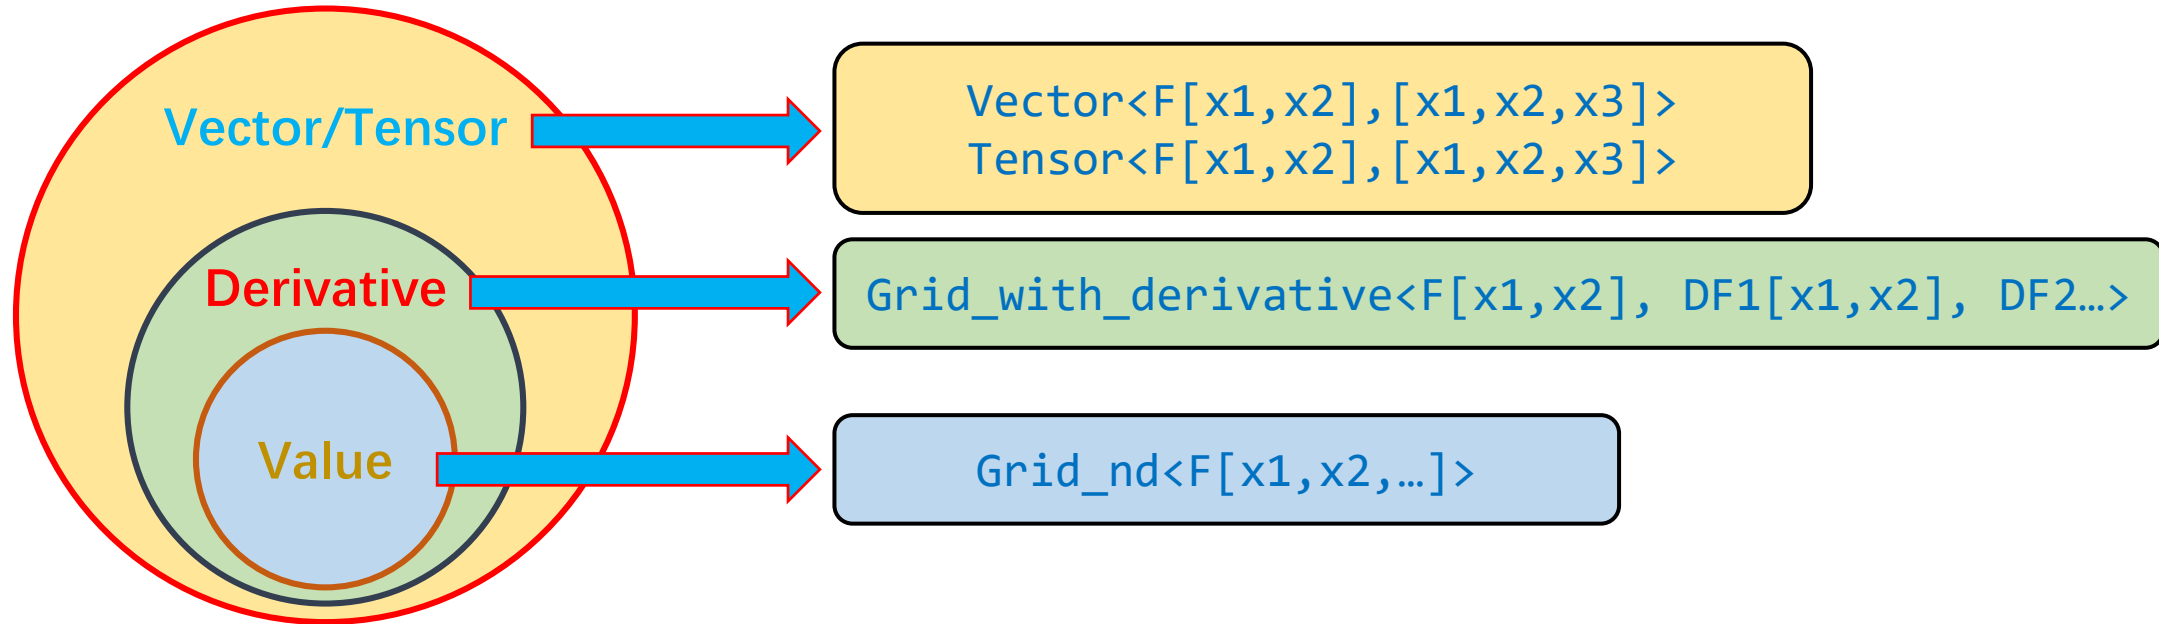 Vector/Tensor
Vector<F[x1,x2],[x1,x2,x3]>
Tensor<F[x1,x2],[x1,x2,x3]>
Derivative
Grid_with_derivative<F[x1,x2], DF1[x1,x2], DF2…>
Value
Grid_nd<F[x1,x2,…]>